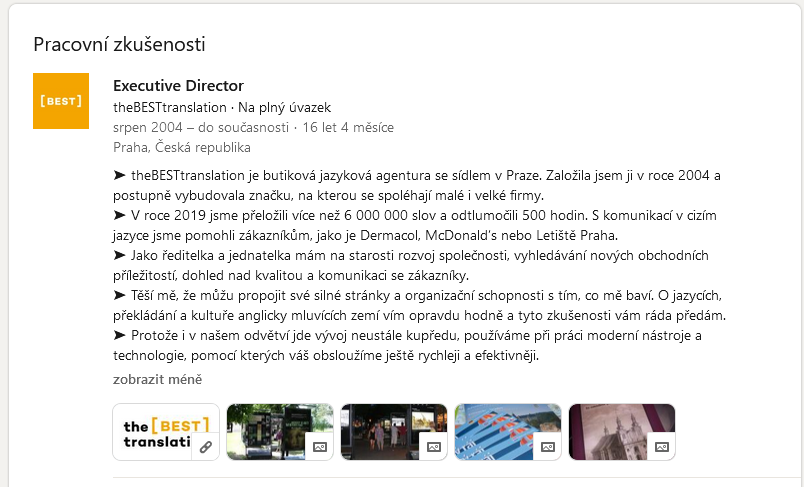 Pracovní zkušenosti
[BEST]
Executive Director
theBESTtranslation · Na plný úvazek
srpen 2004 – do současnosti · 16 let 4 měsíce
Praha, Česká republika
➤ theBESTtranslation je butiková jazyková agentura se sídlem v Praze. Založila jsem ji v roce 2004 a
postupně vybudovala značku, na kterou se spoléhají malé i velké firmy.
➤ V roce 2019 jsme přeložili více než 6 000 000 slov a odtlumočili 500 hodin. S komunikací v cizím
jazyce jsme pomohli zákazníkům, jako je Dermacol, McDonald's nebo Letiště Praha.
➤ Jako ředitelka a jednatelka mám na starosti rozvoj společnosti, vyhledávání nových obchodních
příležitostí, dohled nad kvalitou a komunikaci se zákazníky.
➤ Těší mě, že můžu propojit své silné stránky a organizační schopnosti s tím, co mě baví. O jazycích,
překládání a kultuře anglicky mluvících zemí vím opravdu hodně a tyto zkušenosti vám ráda předám.
➤ Protože i v našem odvětví jde vývoj neustále kupředu, používáme při práci moderní nástroje a
technologie, pomocí kterých váš obsloužíme ještě rychleji a efektivněji.
zobrazit méně
the [BEST]
translati